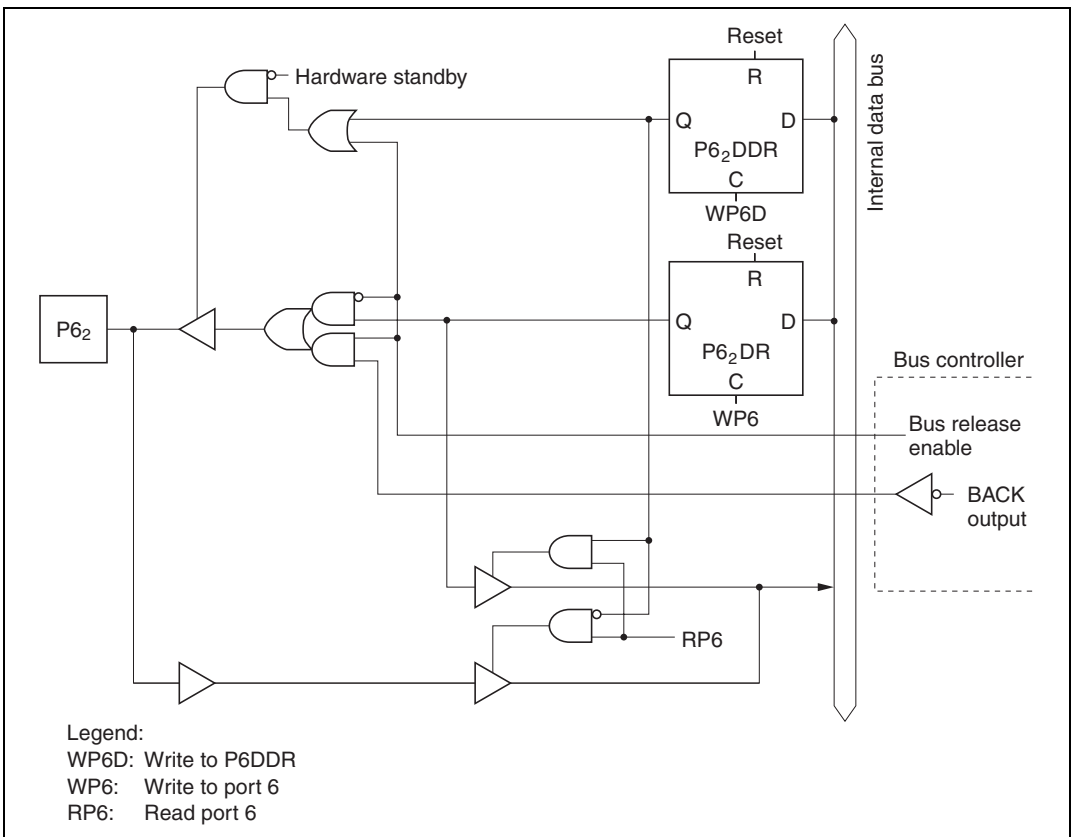 Reset
Hardware standby
R
Q
D
P6₂DDR
C
WP6D
Internal data bus
Reset
R
P6₂
Q
D
P6₂DR
C
WP6
Bus controller
Bus release
enable
BACK
output
RP6
Legend:
WP6D: Write to P6DDR
WP6: Write to port 6
RP6: Read port 6